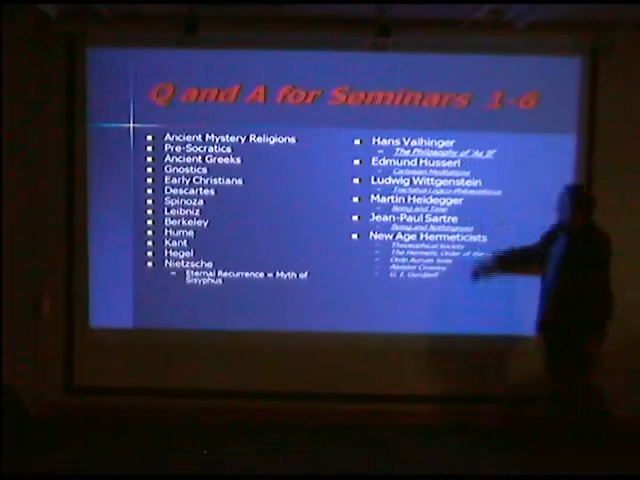 Q and A for Seminars 1-6
Ancient Mystery Religions
Pre-Socratics
Ancient Greeks
Gnostics
Early Christians
Descartes
Spinoza
Leibniz
Berkeley
Hume
Kant
Hegel
Nietzsche
– Eternal Recurrence = Myth of
Sisyphus
Hans Vaihinger
– The Philosophy of 'As If'
Edmund Husserl
– Cartesian Meditations
Ludwig Wittgenstein
– Tractatus Logico-Philosophicus
Martin Heidegger
– Being and Time
Jean-Paul Sartre
– Being and Nothingness
New Age Hermeticists
– Theosophical Society
– The Hermetic Order of the
– Ordo Aurum Solis
– Aleister Crowley
– G. I. Gurdjieff